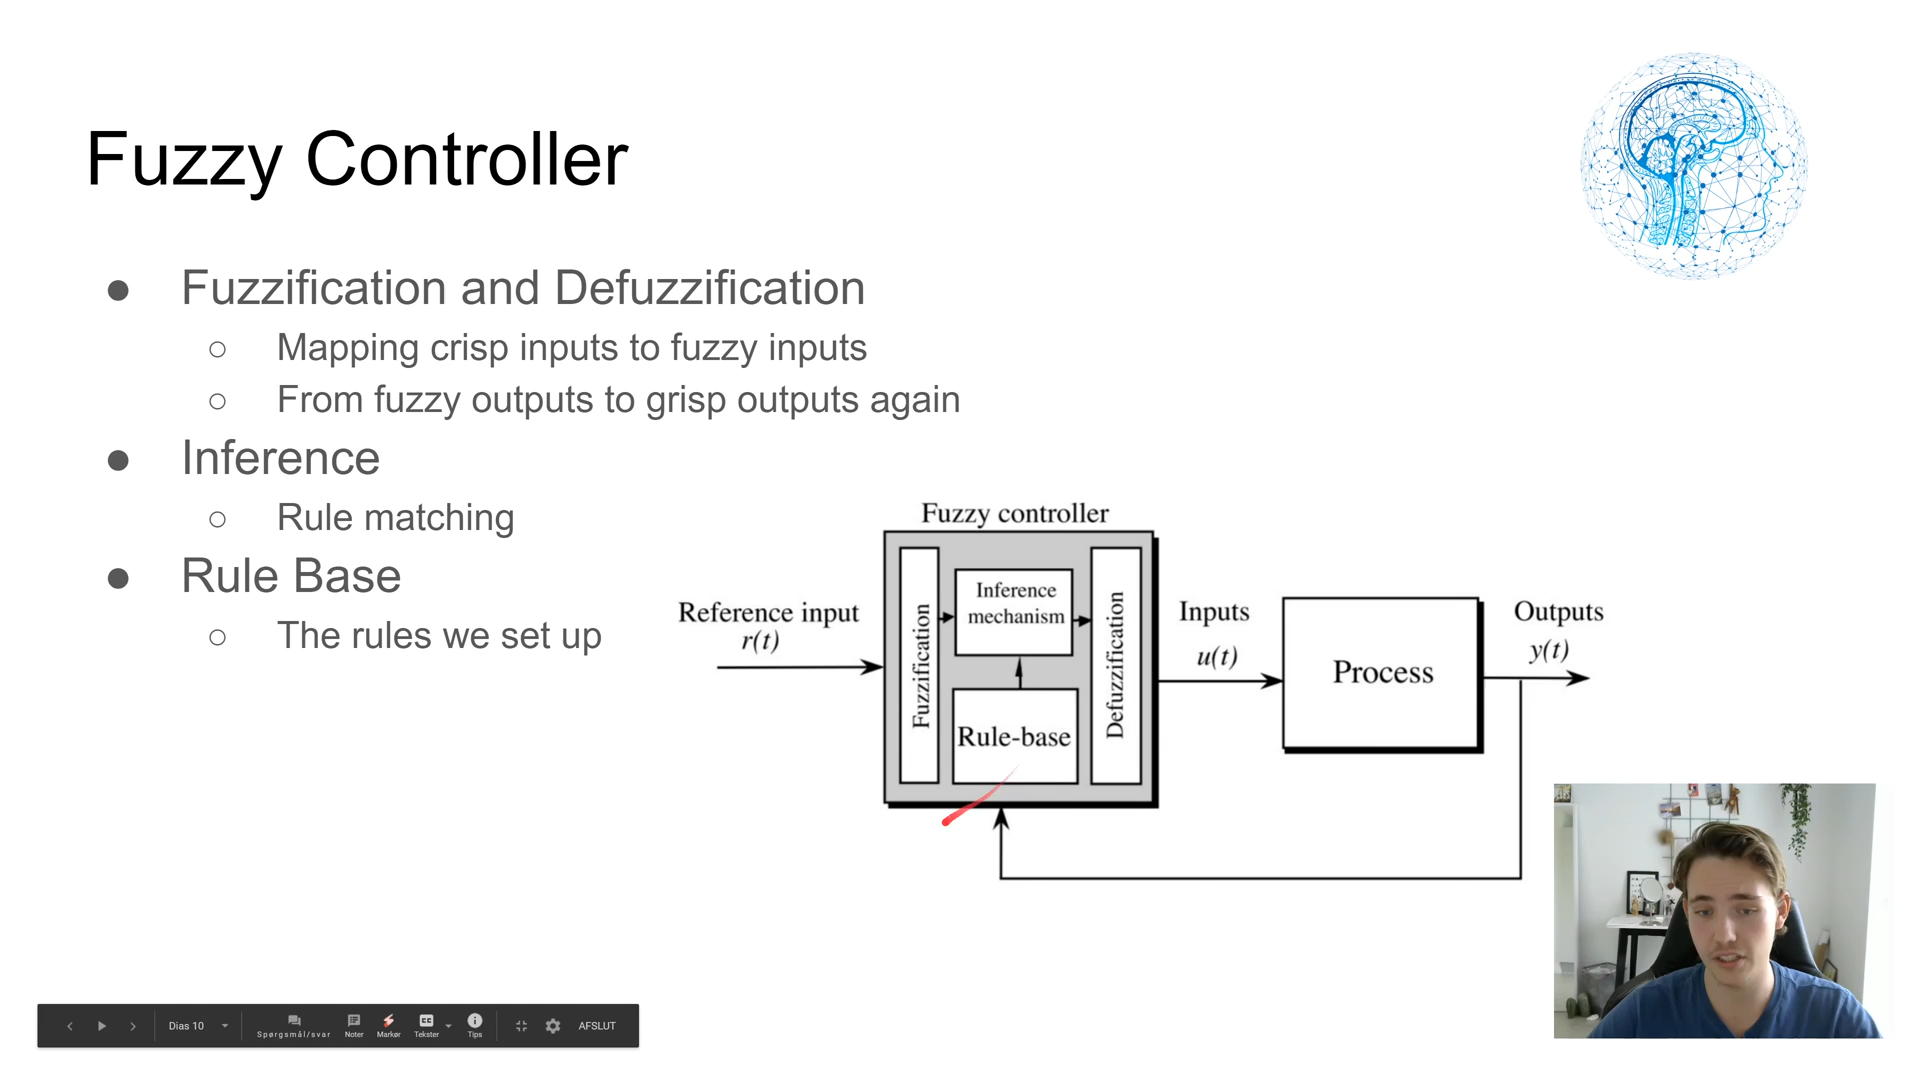 Fuzzy Controller
● Fuzzification and Defuzzification
○ Mapping crisp inputs to fuzzy inputs
○ From fuzzy outputs to grisp outputs again
● Inference
○ Rule matching
● Rule Base
○ The rules we set up
Fuzzy controller
Reference input
r(t)
Fuzzification
Inference
mechanism
Rule-base
Defuzzification
Inputs
u(t)
Process
Outputs
y(t)
Dias 10
Spørgsmål/svar
Noter
Markør
Tekster
Tips
AFSLUT